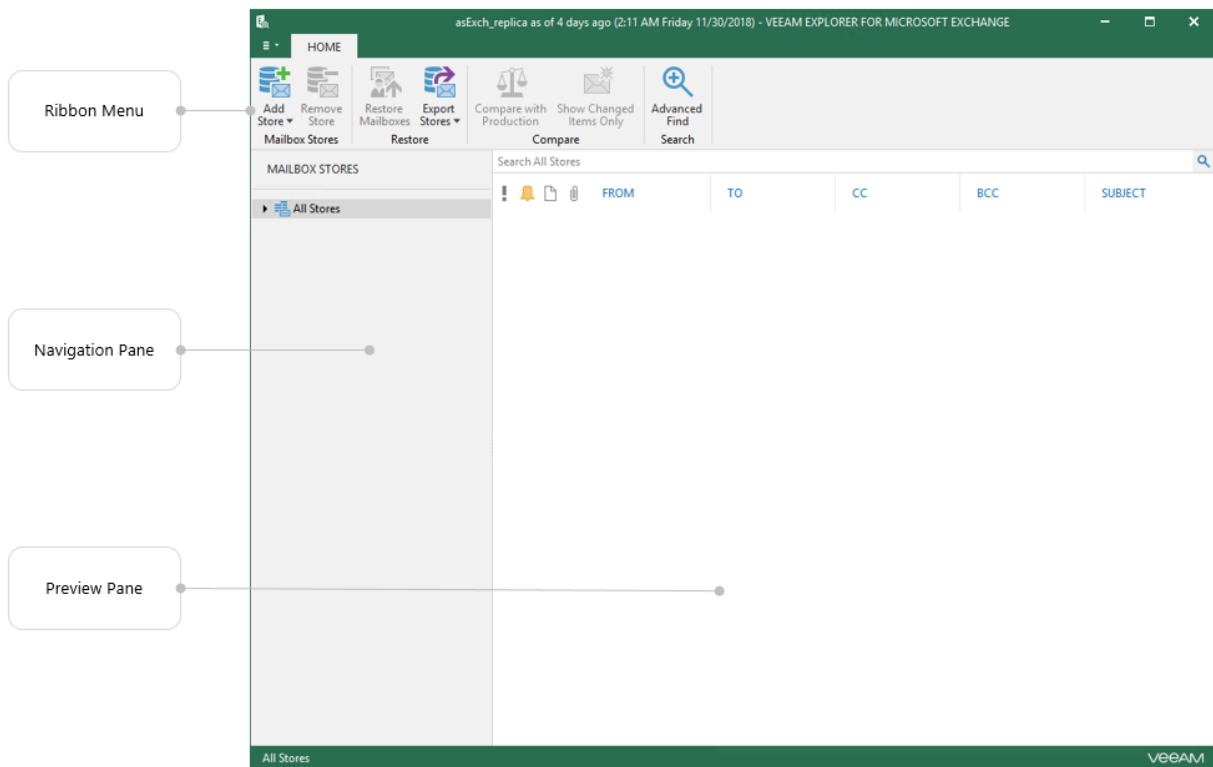 asExch_replica as of 4 days ago (2:11 AM Friday 11/30/2018) - VEEAM EXPLORER FOR MICROSOFT EXCHANGE
HOME
Ribbon Menu
Add Store
Remove Store
Restore Mailboxes
Export Stores
Compare with Production
Show Changed Items Only
Advanced Find
Mailbox Stores
Restore
Compare
Search
MAILBOX STORES
Search All Stores
FROM
TO
CC
BCC
SUBJECT
All Stores
Navigation Pane
Preview Pane
All Stores
veeAM